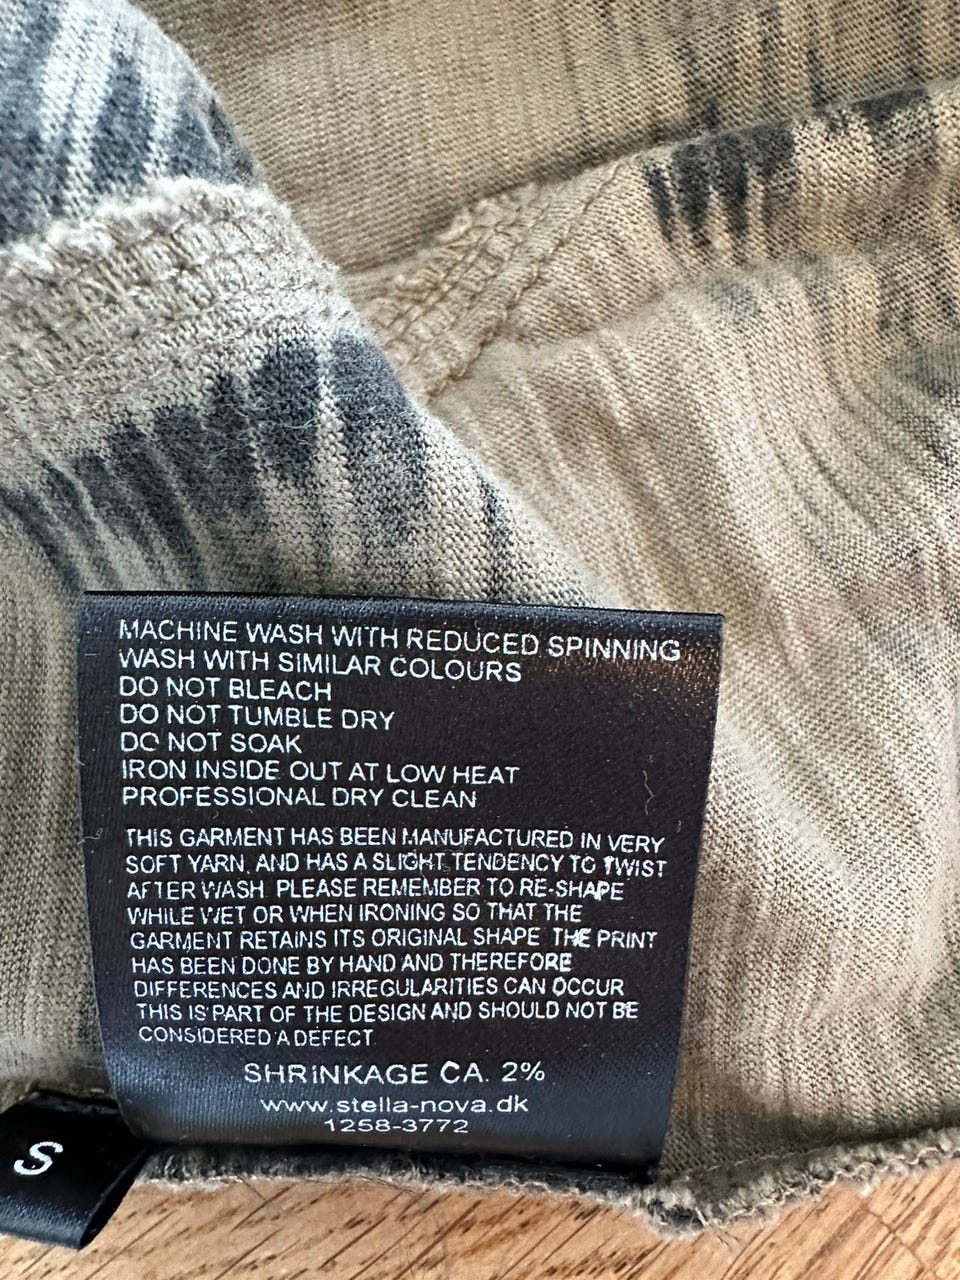 MACHINE WASH WITH REDUCED SPINNING
WASH WITH SIMILAR COLOURS
DO NOT BLEACH
DO NOT TUMBLE DRY
DO NOT SOAK
IRON INSIDE OUT AT LOW HEAT
PROFESSIONAL DRY CLEAN
THIS GARMENT HAS BEEN MANUFACTURED IN VERY
SOFT YARN, AND HAS A SLIGHT TENDENCY TO TWIST
AFTER WASH PLEASE REMEMBER TO RE-SHAPE
WHILE WET OR WHEN IRONING SO THAT THE
GARMENT RETAINS ITS ORIGINAL SHAPE THE PRINT
HAS BEEN DONE BY HAND AND THEREFORE
DIFFERENCES AND IRREGULARITIES CAN OCCUR
THIS IS PART OF THE DESIGN AND SHOULD NOT BE
CONSIDERED A DEFECT
SHRINKAGE CA. 2%
www.stella-nova.dk
1258-3772
S